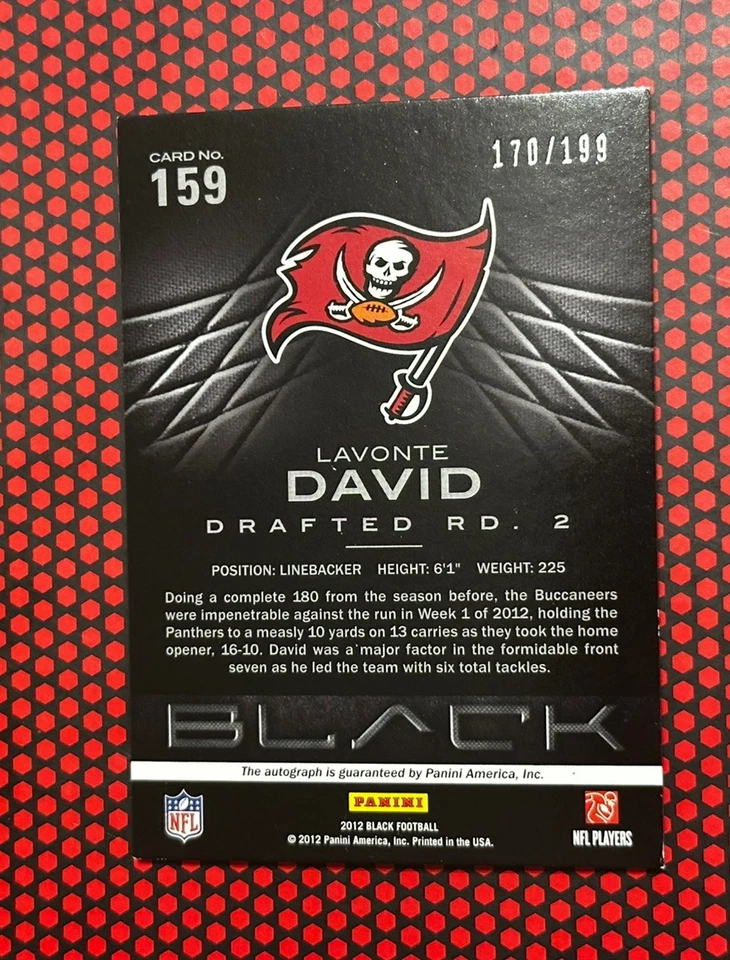 CARD No.
159
170/199
LAVONTE
DAVID
DRAFTED RD. 2
POSITION: LINEBACKER HEIGHT: 6'1" WEIGHT: 225
Doing a complete 180 from the season before, the Buccaneers
were impenetrable against the run in Week 1 of 2012, holding the
Panthers to a measly 10 yards on 13 carries as they took the home
opener, 16-10. David was a major factor in the formidable front
seven as he led the team with six total tackles.
BLACK
The autograph is guaranteed by Panini America, Inc.
NFL
PANINI
2012 BLACK FOOTBALL
© 2012 Panini America, Inc. Printed in the USA.
NFL PLAYERS